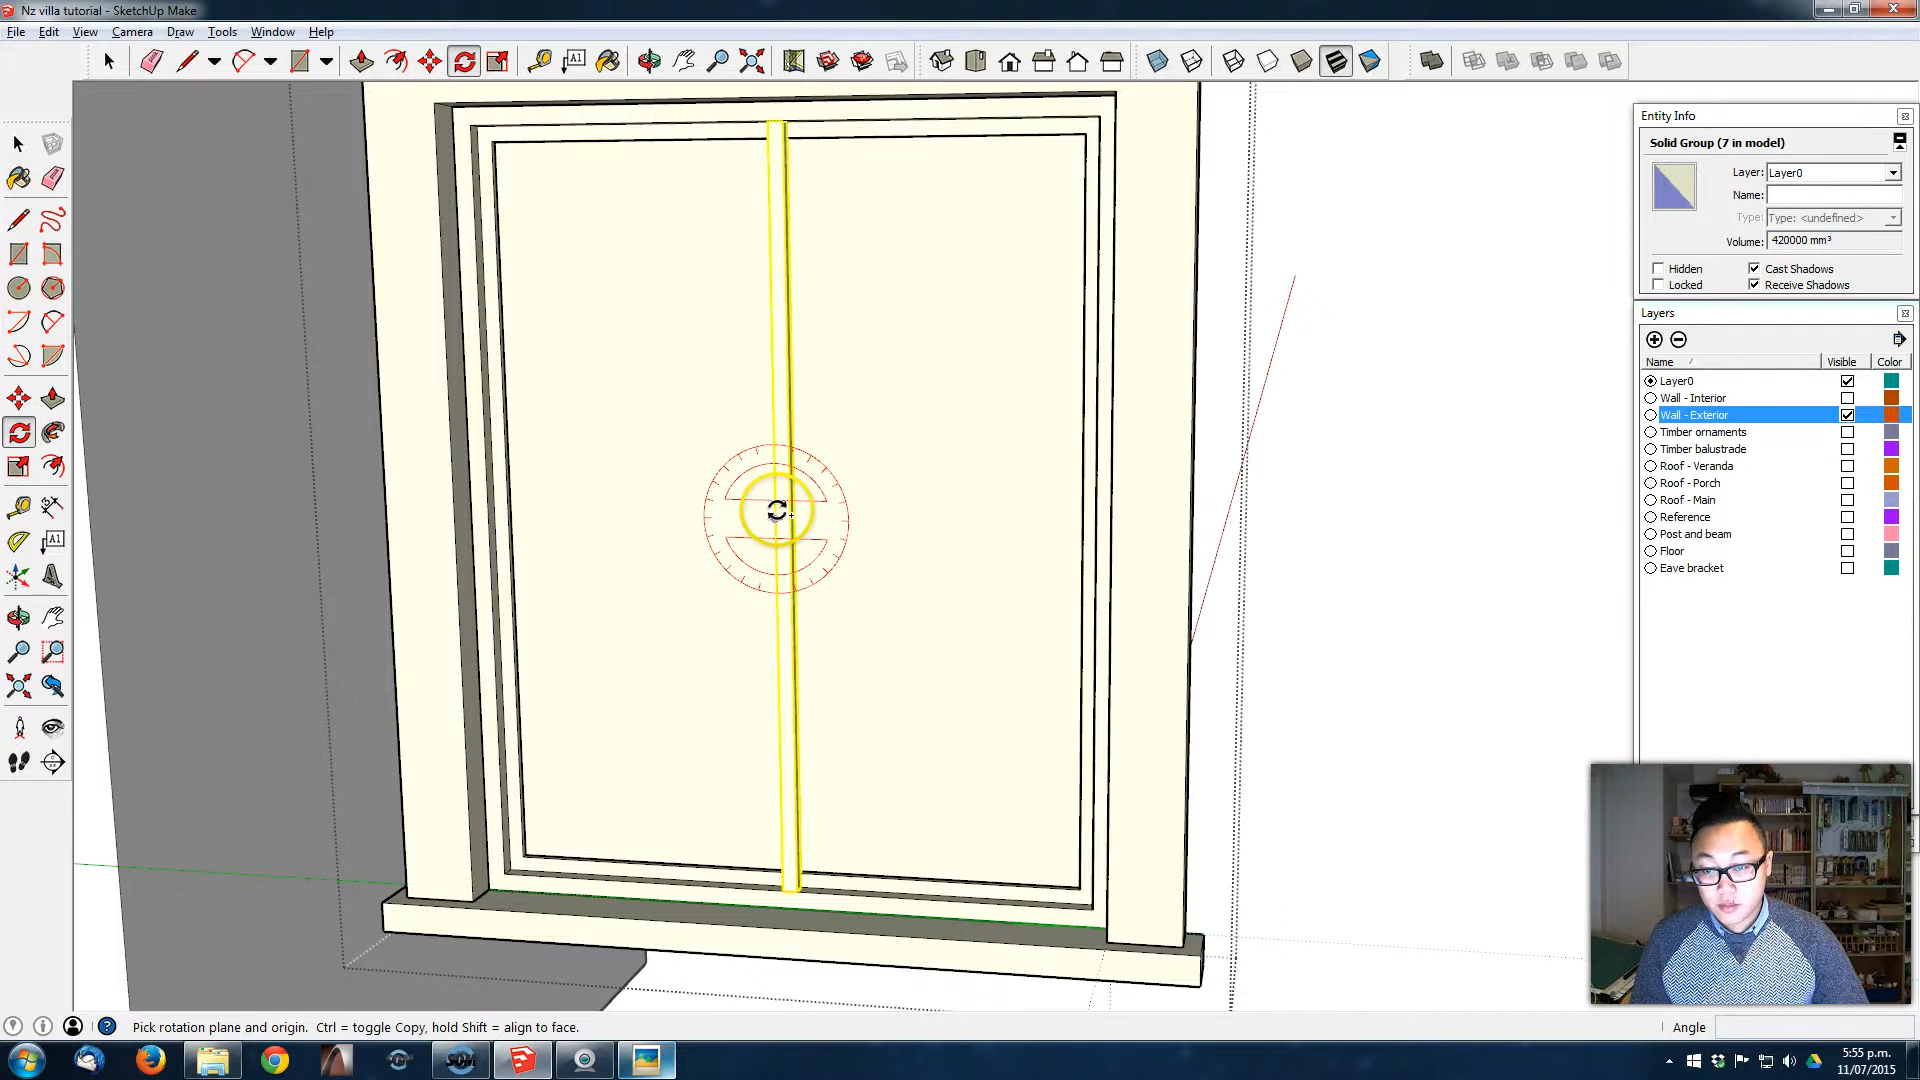 Nz villa tutorial - SketchUp Make
File Edit View Camera Draw Tools Window Help
Entity Info
Solid Group (7 in model)
Layer: Layer0
Name:
Type: Type: <undefined>
Volume: 420000 mm³
Hidden Cast Shadows
Locked Receive Shadows
Layers
Name Visible Color
Layer0
Wall - Interior
Wall - Exterior
Timber ornaments
Timber balustrade
Roof - Veranda
Roof - Porch
Roof - Main
Reference
Post and beam
Floor
Eave bracket
Pick rotation plane and origin. Ctrl = toggle Copy, hold Shift = align to face.
Angle
5:55 p.m.
11/07/2015